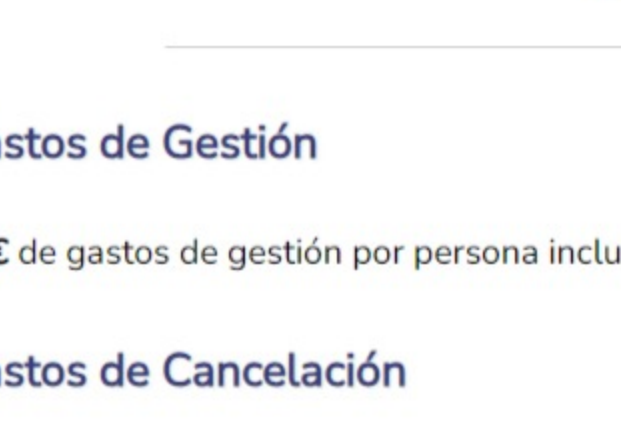 astos de Gestión
€ de gastos de gestión por persona inclu
astos de Cancelación